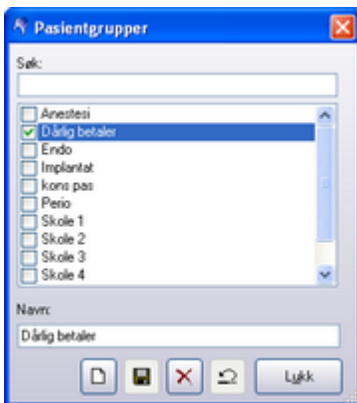 Pasientgrupper
Søk:
Anestesi
Dårlig betaler
Endo
Implantat
kons pas
Perio
Skole 1
Skole 2
Skole 3
Skole 4
Navn:
Dårlig betaler
Lykk